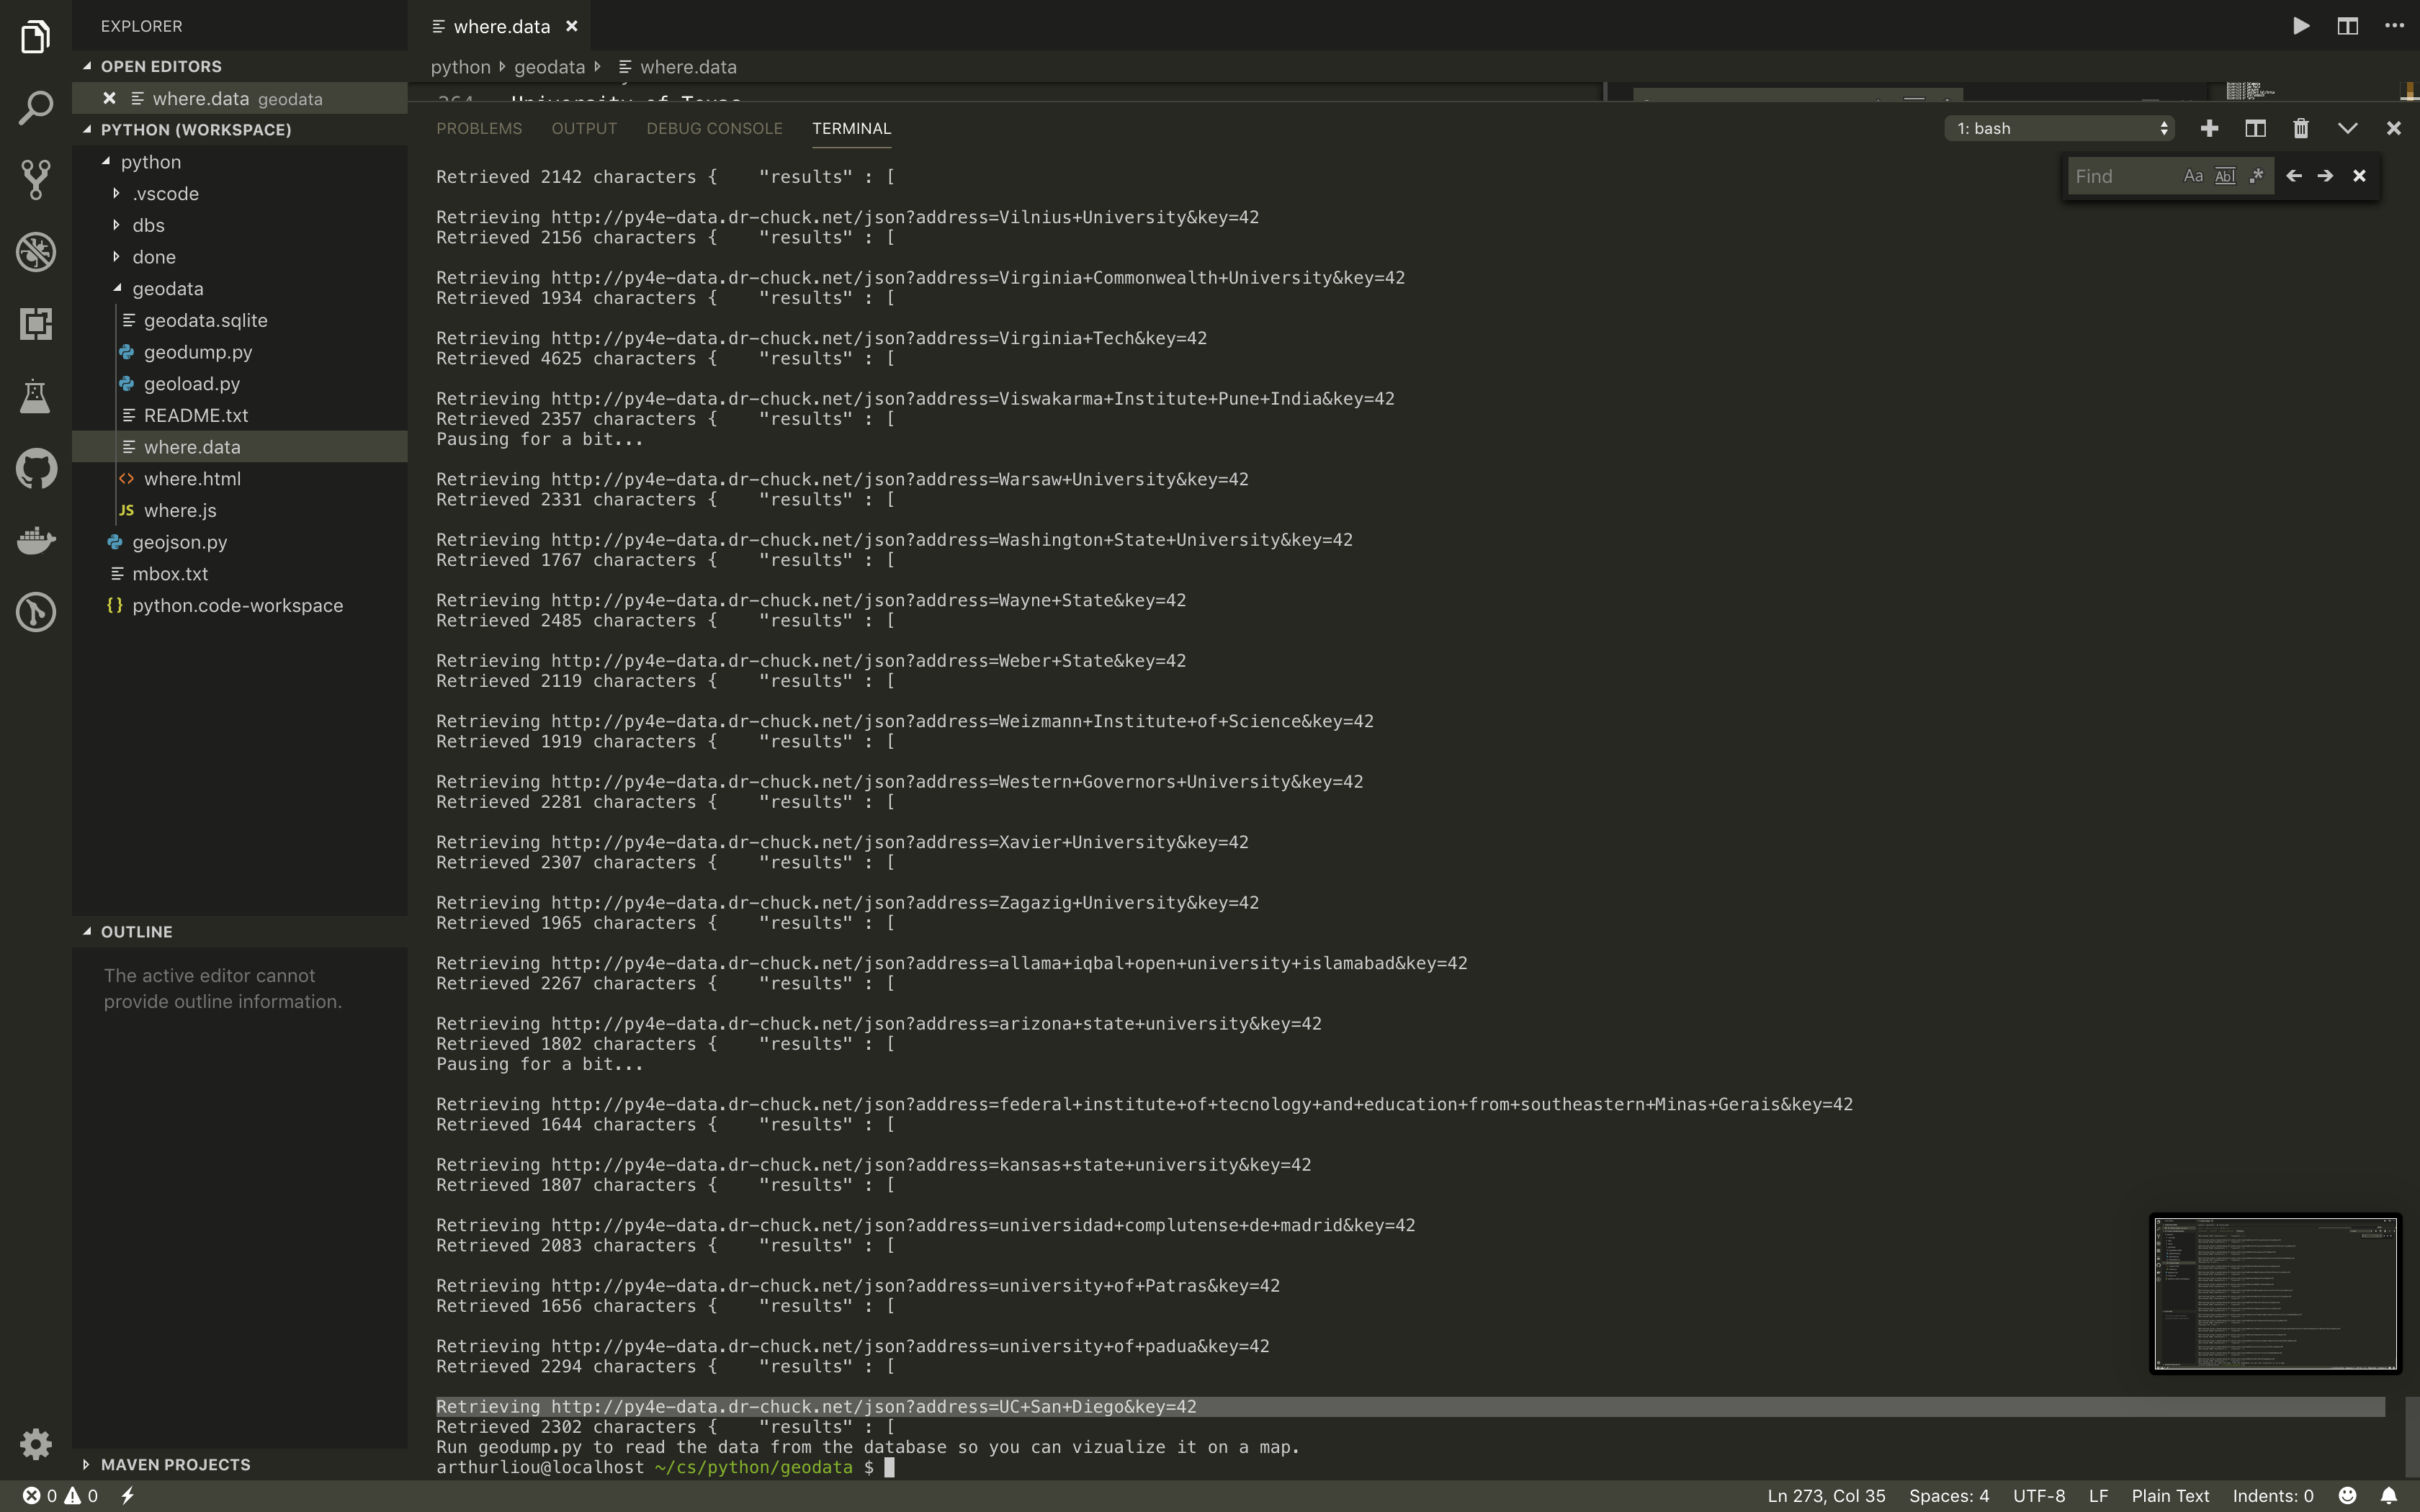 EXPLORER
OPEN EDITORS
where.data geodata
PYTHON (WORKSPACE)
python
.vscode
dbs
done
geodata
geodata.sqlite
geodump.py
geoload.py
README.txt
where.data
where.html
JS where.js
geojson.py
mbox.txt
{} python.code-workspace
OUTLINE
The active editor cannot
provide outline information.
MAVEN PROJECTS
where.data
python geodata where.data
264 University of Texas
PROBLEMS OUTPUT DEBUG CONSOLE TERMINAL
1: bash
Find Aa Abl .*
Retrieved 2142 characters { "results" : [
Retrieving http://py4e-data.dr-chuck.net/json?address=Vilnius+University&key=42
Retrieved 2156 characters { "results" : [
Retrieving http://py4e-data.dr-chuck.net/json?address=Virginia+Commonwealth+University&key=42
Retrieved 1934 characters { "results" : [
Retrieving http://py4e-data.dr-chuck.net/json?address=Virginia+Tech&key=42
Retrieved 4625 characters { "results" : [
Retrieving http://py4e-data.dr-chuck.net/json?address=Viswakarma+Institute+Pune+India&key=42
Retrieved 2357 characters { "results" : [
Pausing for a bit...
Retrieving http://py4e-data.dr-chuck.net/json?address=Warsaw+University&key=42
Retrieved 2331 characters { "results" : [
Retrieving http://py4e-data.dr-chuck.net/json?address=Washington+State+University&key=42
Retrieved 1767 characters { "results" : [
Retrieving http://py4e-data.dr-chuck.net/json?address=Wayne+State&key=42
Retrieved 2485 characters { "results" : [
Retrieving http://py4e-data.dr-chuck.net/json?address=Weber+State&key=42
Retrieved 2119 characters { "results" : [
Retrieving http://py4e-data.dr-chuck.net/json?address=Weizmann+Institute+of+Science&key=42
Retrieved 1919 characters { "results" : [
Retrieving http://py4e-data.dr-chuck.net/json?address=Western+Governors+University&key=42
Retrieved 2281 characters { "results" : [
Retrieving http://py4e-data.dr-chuck.net/json?address=Xavier+University&key=42
Retrieved 2307 characters { "results" : [
Retrieving http://py4e-data.dr-chuck.net/json?address=Zagazig+University&key=42
Retrieved 1965 characters { "results" : [
Retrieving http://py4e-data.dr-chuck.net/json?address=allama+iqbal+open+university+islamabad&key=42
Retrieved 2267 characters { "results" : [
Retrieving http://py4e-data.dr-chuck.net/json?address=arizona+state+university&key=42
Retrieved 1802 characters { "results" : [
Pausing for a bit...
Retrieving http://py4e-data.dr-chuck.net/json?address=federal+institute+of+tecnology+and+education+from+southeastern+Minas+Gerais&key=42
Retrieved 1644 characters { "results" : [
Retrieving http://py4e-data.dr-chuck.net/json?address=kansas+state+university&key=42
Retrieved 1807 characters { "results" : [
Retrieving http://py4e-data.dr-chuck.net/json?address=universidad+complutense+de+madrid&key=42
Retrieved 2083 characters { "results" : [
Retrieving http://py4e-data.dr-chuck.net/json?address=university+of+Patras&key=42
Retrieved 1656 characters { "results" : [
Retrieving http://py4e-data.dr-chuck.net/json?address=university+of+padua&key=42
Retrieved 2294 characters { "results" : [
Retrieving http://py4e-data.dr-chuck.net/json?address=UC+San+Diego&key=42
Retrieved 2302 characters { "results" : [
Run geodump.py to read the data from the database so you can vizualize it on a map.
arthurliou@localhost ~/cs/python/geodata $
0 0
Ln 273, Col 35 Spaces: 4 UTF-8 LF Plain Text Indents: 0